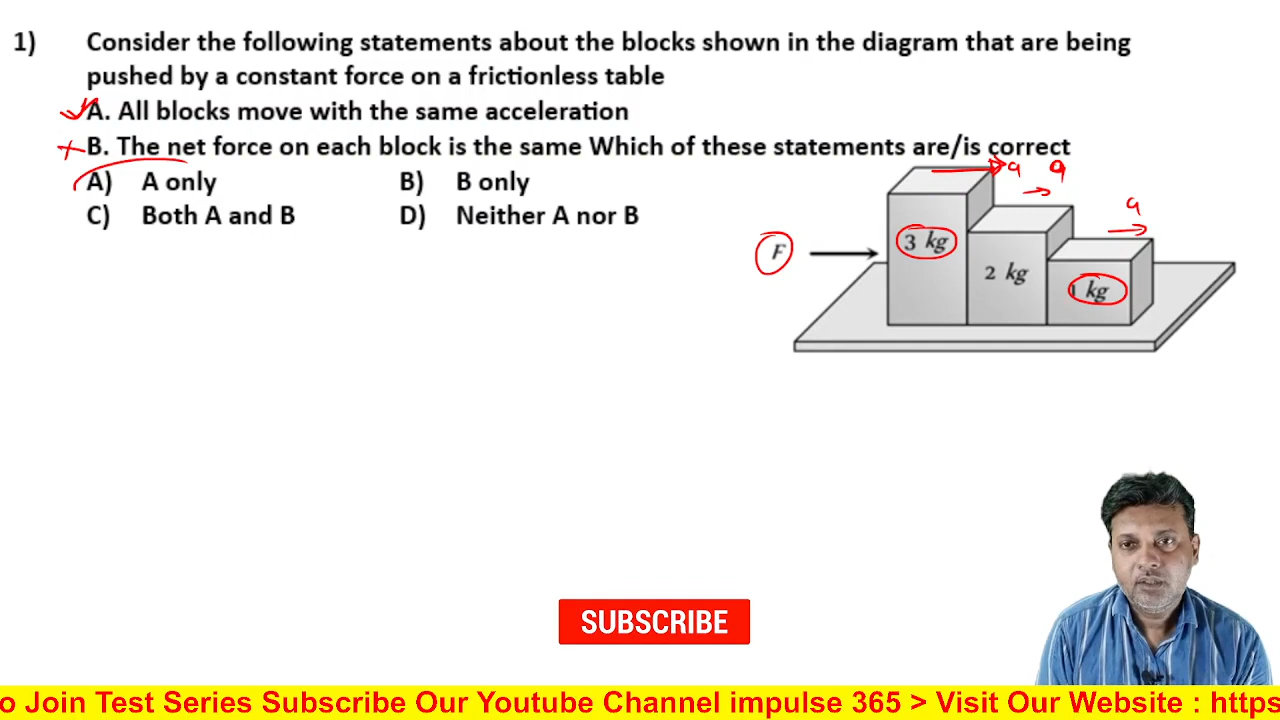 1) Consider the following statements about the blocks shown in the diagram that are being
pushed by a constant force on a frictionless table
A. All blocks move with the same acceleration
B. The net force on each block is the same Which of these statements are/is correct
A) A only B) B only
C) Both A and B D) Neither A nor B
a a
a
F 3 kg
2 kg
1 kg
SUBSCRIBE
o Join Test Series Subscribe Our Youtube Channel impulse 365 > Visit Our Website : https